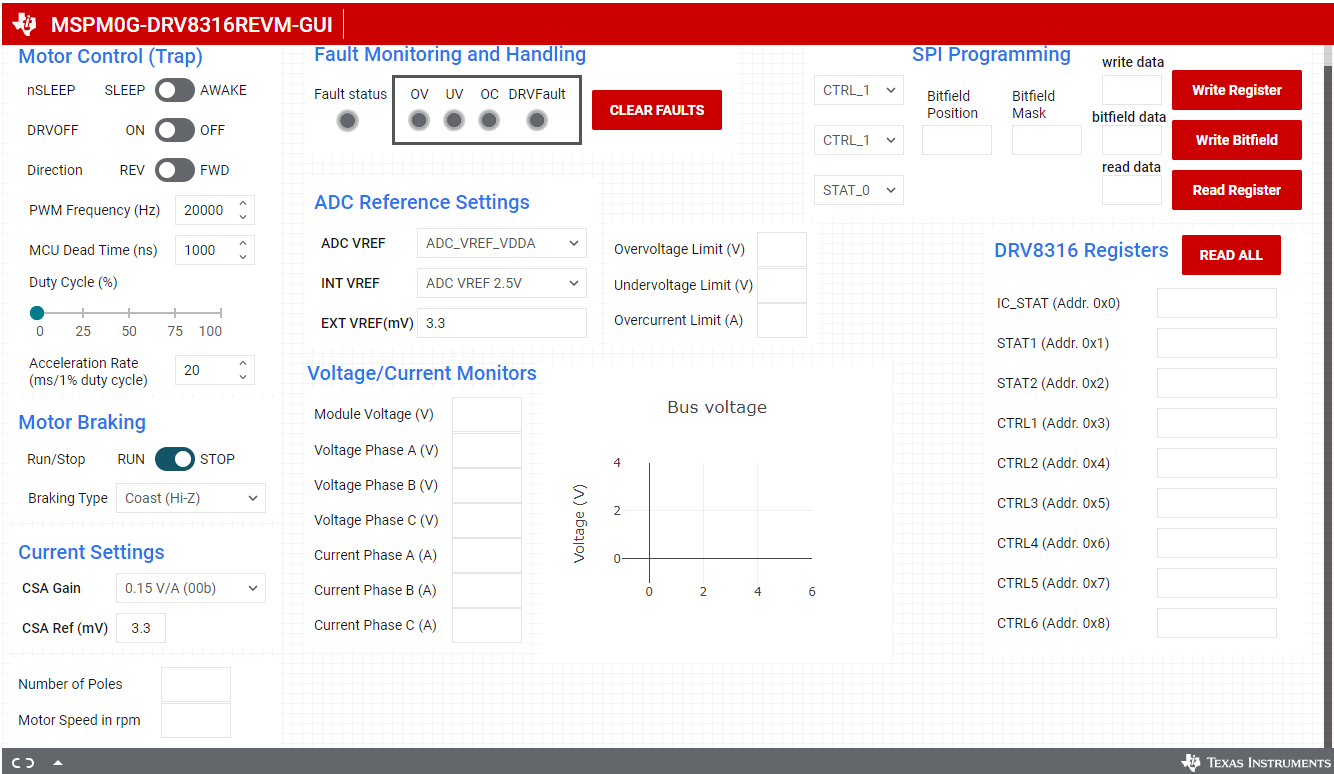 MSPM0G-DRV8316REVM-GUI
Motor Control (Trap)
nSLEEP SLEEP AWAKE
DRVOFF ON OFF
Direction REV FWD
PWM Frequency (Hz) 20000
MCU Dead Time (ns) 1000
Duty Cycle (%)
0 25 50 75 100
Acceleration Rate
(ms/1% duty cycle) 20
Motor Braking
Run/Stop RUN STOP
Braking Type Coast (Hi-Z)
Current Settings
CSA Gain 0.15 V/A (00b)
CSA Ref (mV) 3.3
Number of Poles
Motor Speed in rpm
Fault Monitoring and Handling
Fault status OV UV OC DRVFault
CLEAR FAULTS
ADC Reference Settings
ADC VREF ADC_VREF_VDDA
INT VREF ADC VREF 2.5V
EXT VREF(mV) 3.3
Overvoltage Limit (V)
Undervoltage Limit (V)
Overcurrent Limit (A)
Voltage/Current Monitors
Module Voltage (V)
Voltage Phase A (V)
Voltage Phase B (V)
Voltage Phase C (V)
Current Phase A (A)
Current Phase B (A)
Current Phase C (A)
Bus voltage
Voltage (V)
4
2
0
0 2 4 6
SPI Programming
write data
CTRL_1 Write Register
Bitfield
Position
Bitfield
Mask
bitfield data
CTRL_1 Write Bitfield
read data
STAT_0 Read Register
DRV8316 Registers READ ALL
IC_STAT (Addr. 0x0)
STAT1 (Addr. 0x1)
STAT2 (Addr. 0x2)
CTRL1 (Addr. 0x3)
CTRL2 (Addr. 0x4)
CTRL3 (Addr. 0x5)
CTRL4 (Addr. 0x6)
CTRL5 (Addr. 0x7)
CTRL6 (Addr. 0x8)
TEXAS INSTRUMENTS